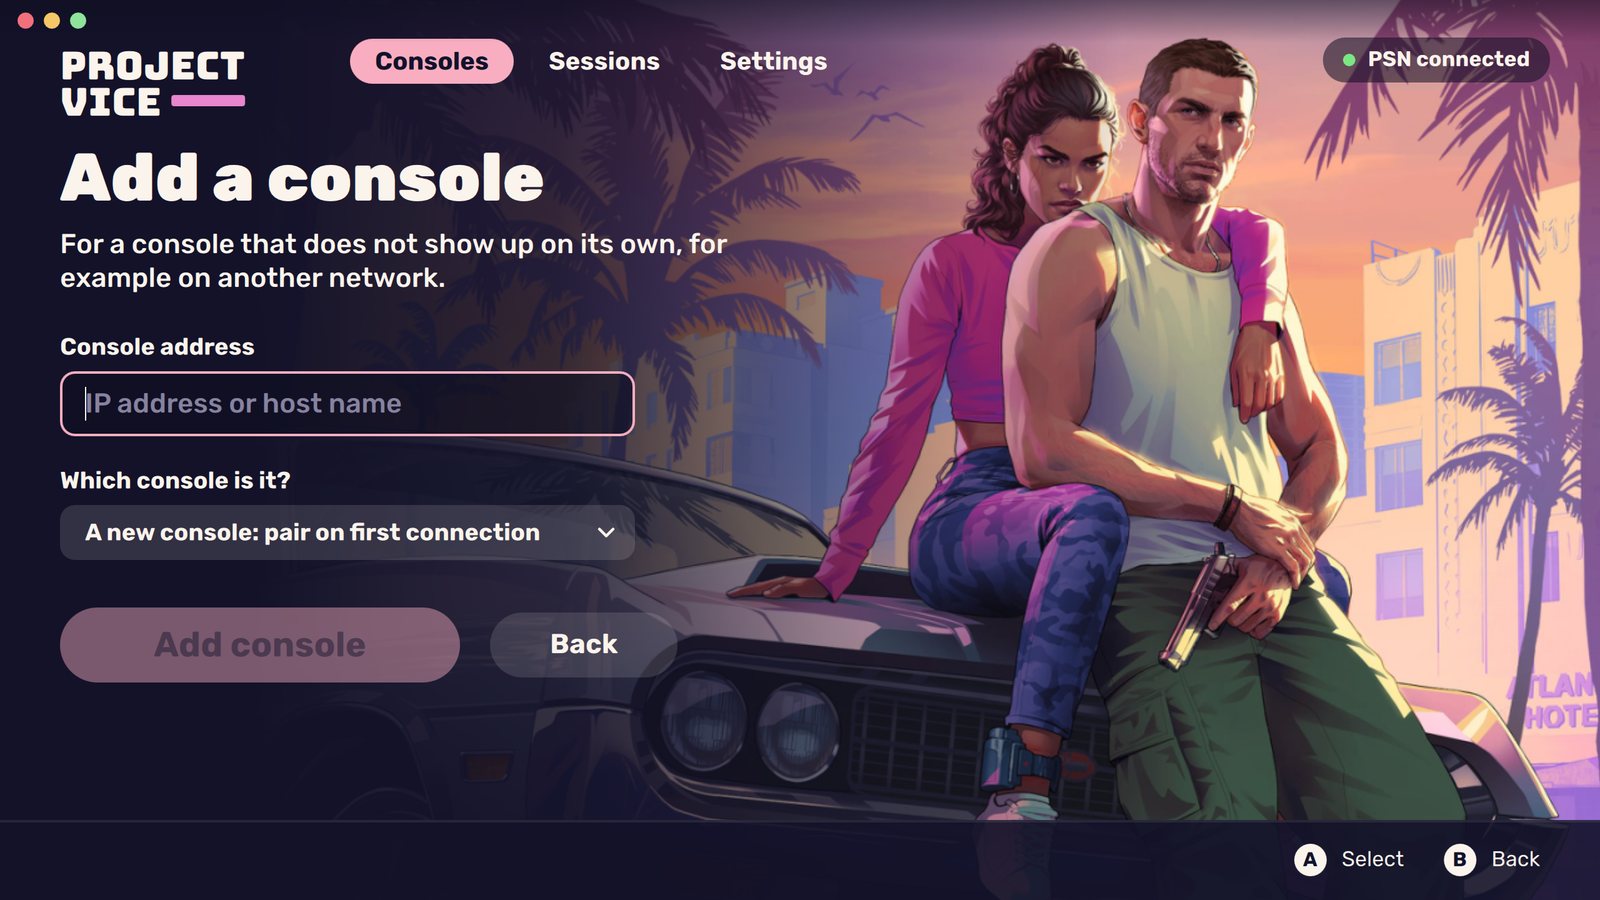 PROJECT
VICE
Consoles
Sessions
Settings
PSN connected
Add a console
For a console that does not show up on its own, for
example on another network.
Console address
IP address or host name
Which console is it?
A new console: pair on first connection
Add console
Back
ATLAN
HOTE
A Select
B Back